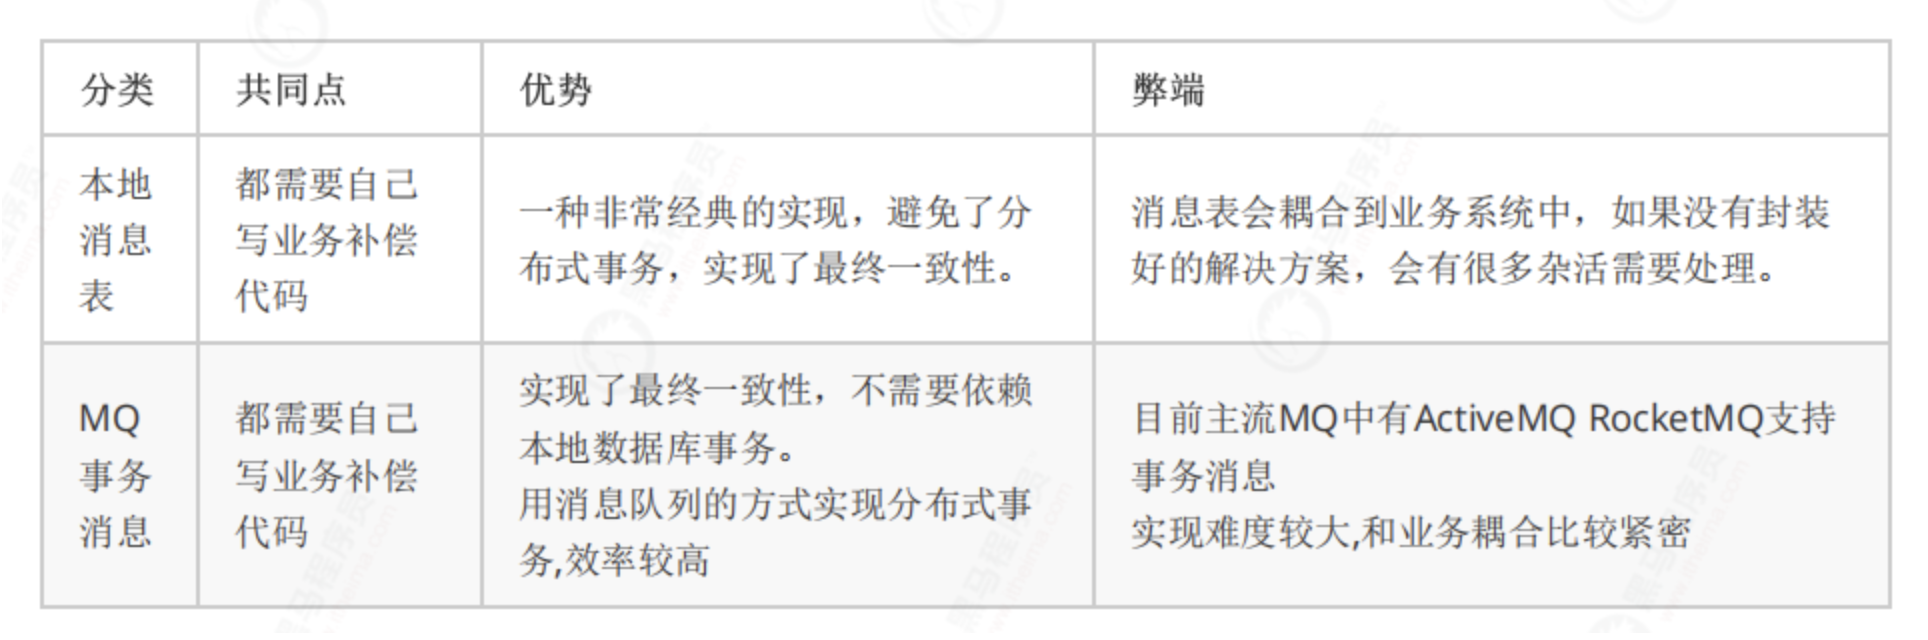 分类 共同点 优势 弊端
本地
消息
表
都需要自己
写业务补偿
代码
一种非常经典的实现，避免了分
布式事务，实现了最终一致性。
消息表会耦合到业务系统中，如果没有封装
好的解决方案，会有很多杂活需要处理。
MQ
事务
消息
都需要自己
写业务补偿
代码
实现了最终一致性，不需要依赖
本地数据库事务。
用消息队列的方式实现分布式事
务,效率较高
目前主流MQ中有ActiveMQ RocketMQ支持
事务消息
实现难度较大,和业务耦合比较紧密
黑马程序员
www.itheima.com